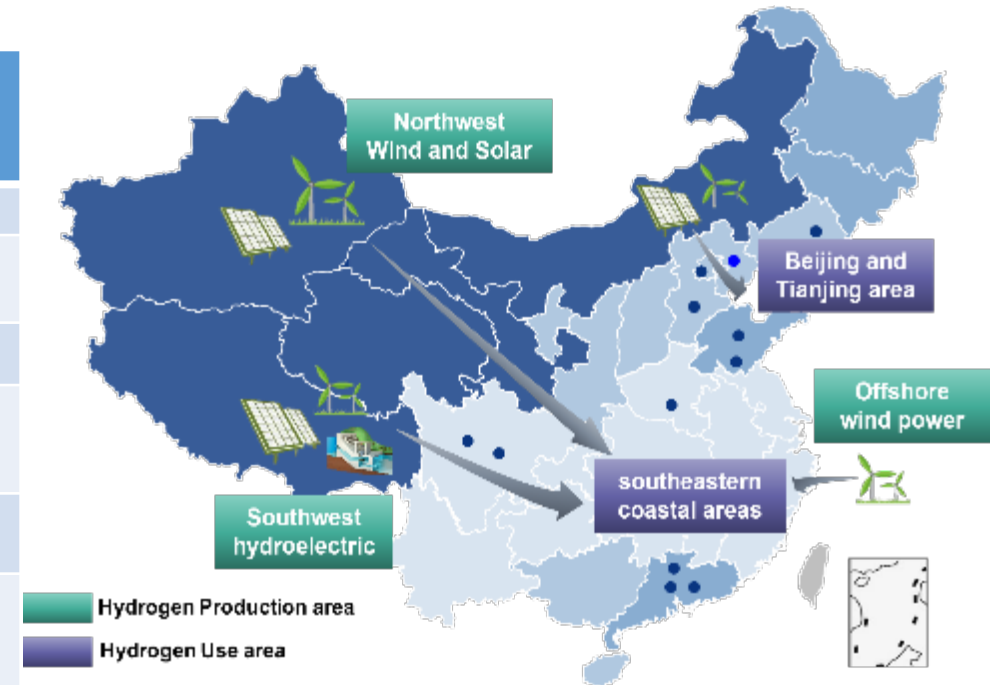 Northwest
Wind and Solar
Beijing and
Tianjing area
Offshore
wind power
southeastern
coastal areas
Southwest
hydroelectric
Hydrogen Production area
Hydrogen Use area